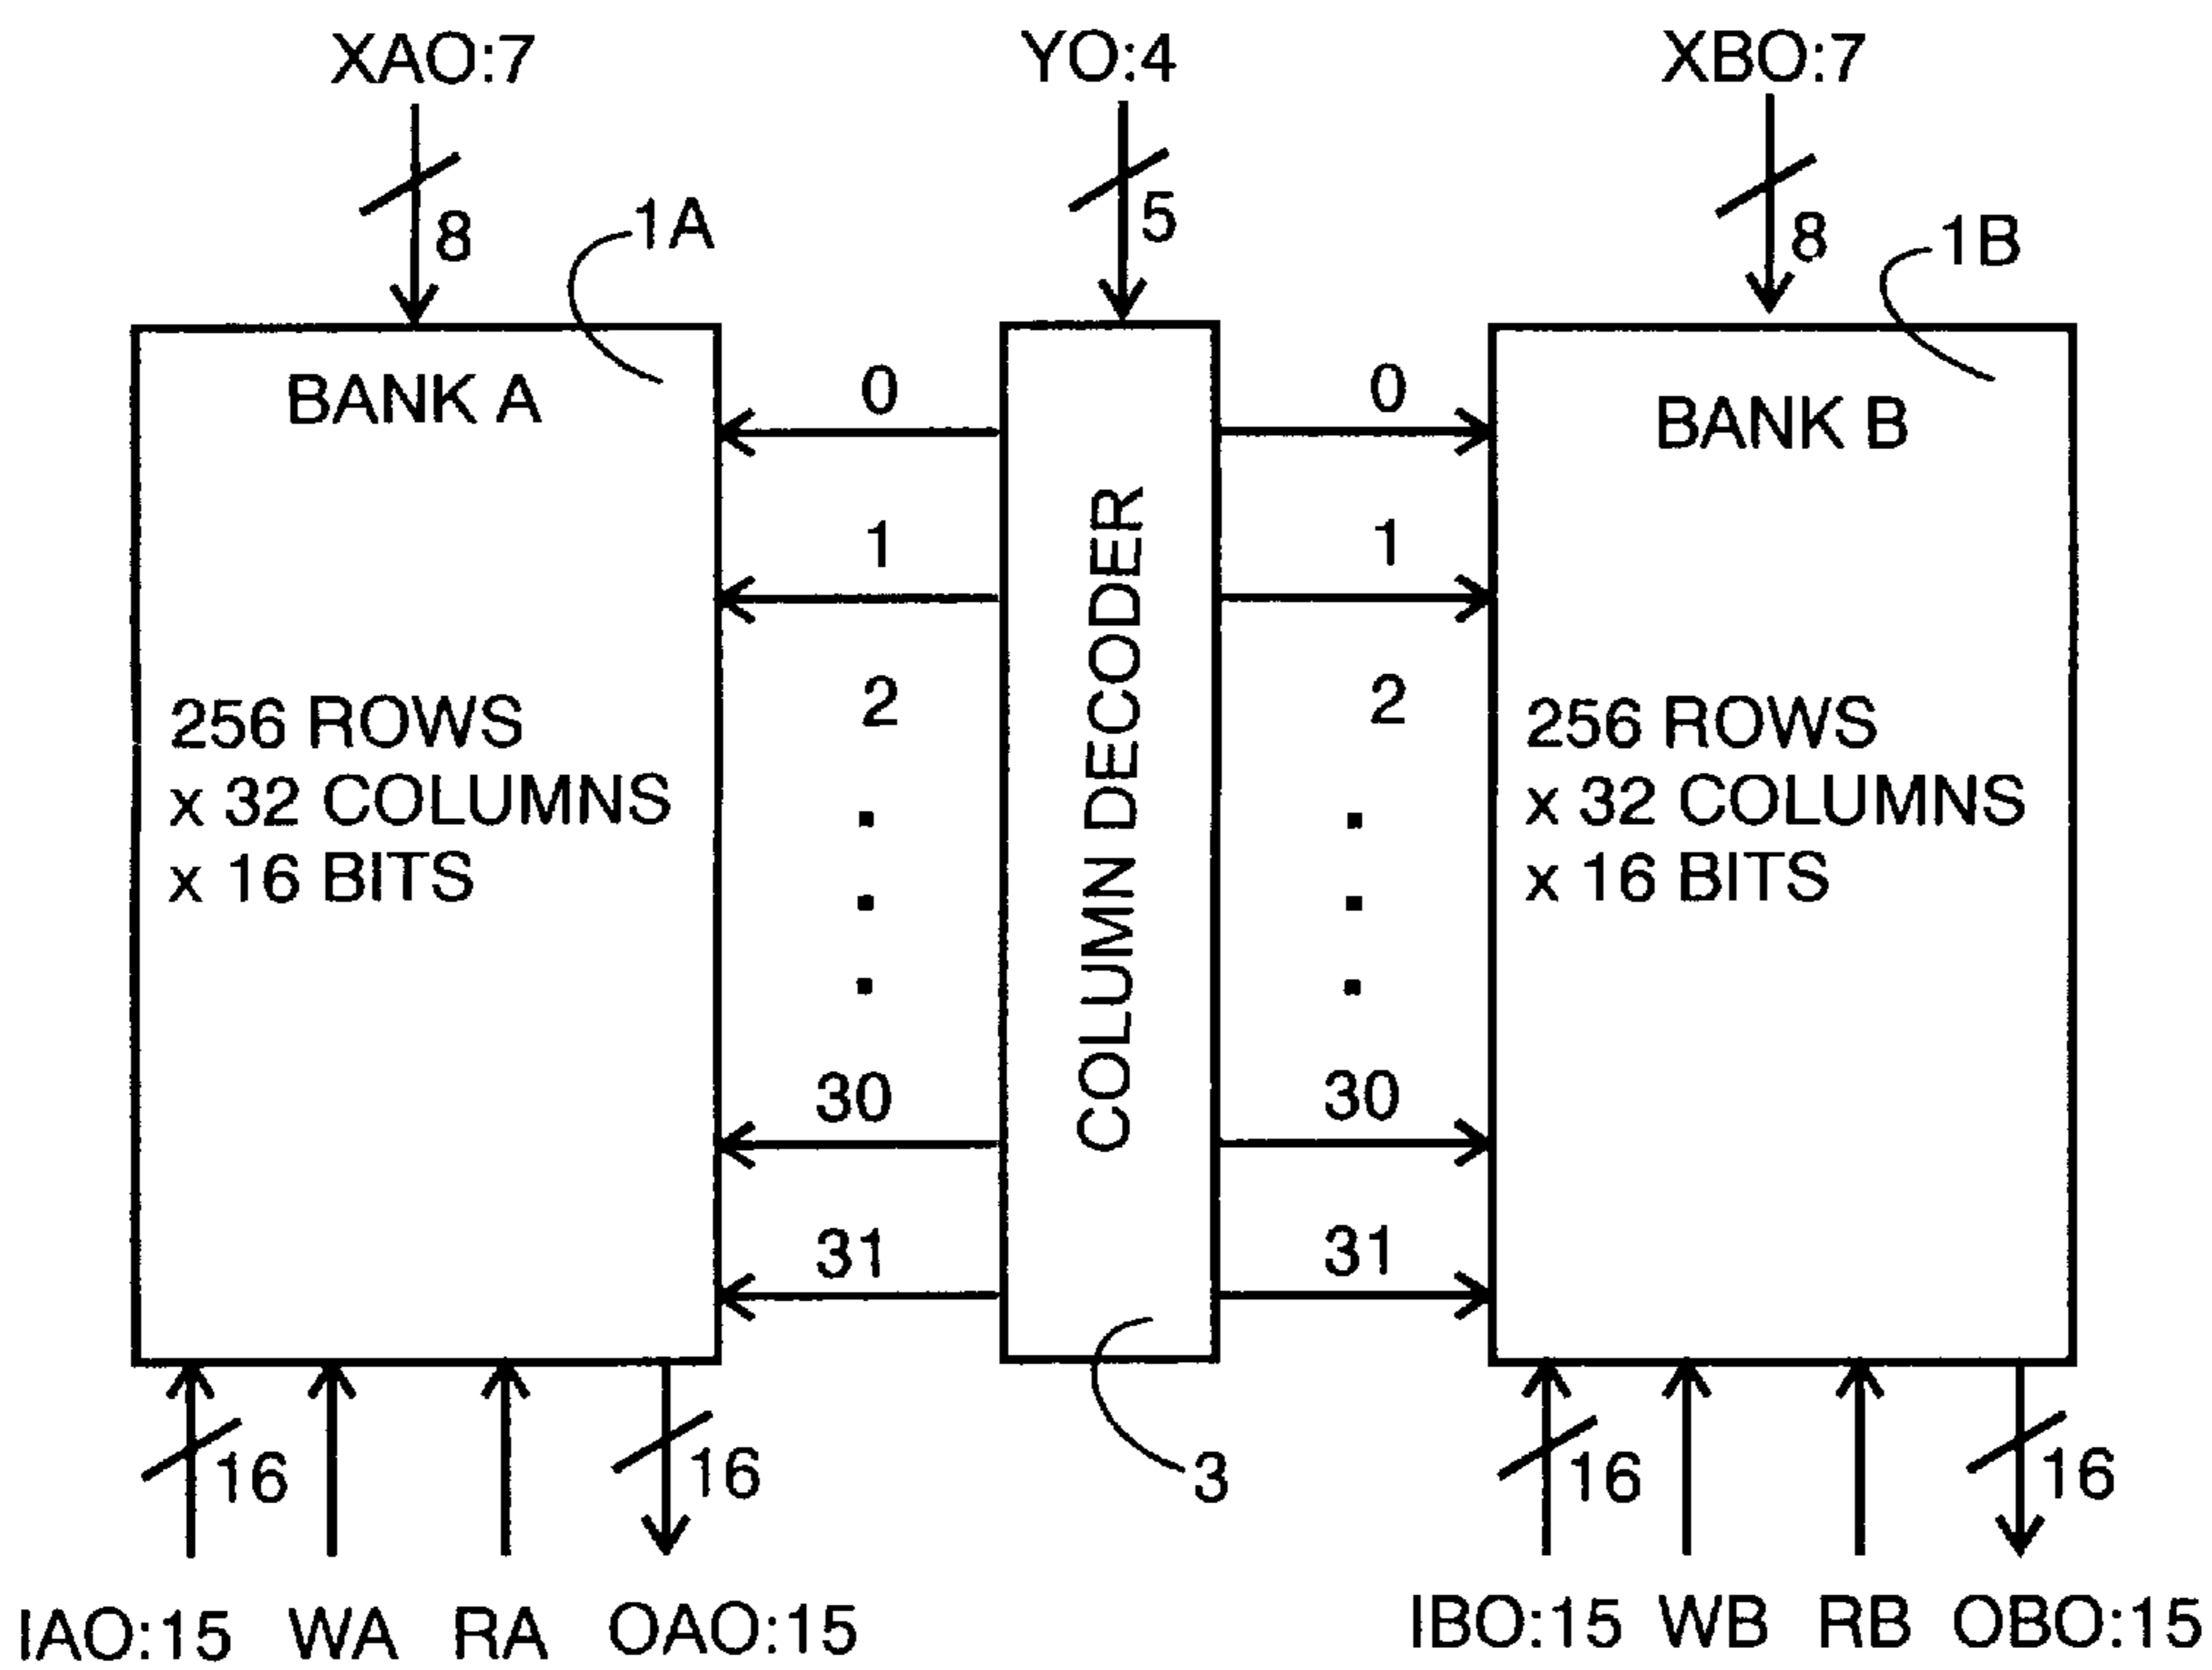 XAO:7
YO:4
XBO:7
8
5
8
1A
1B
BANK A
BANK B
0
0
1
1
2
2
256 ROWS
x 32 COLUMNS
x 16 BITS
COLUMN DECODER
256 ROWS
x 32 COLUMNS
x 16 BITS
30
30
31
31
16
16
3
16
16
IAO:15 WA RA OAO:15
IBO:15 WB RB OBO:15